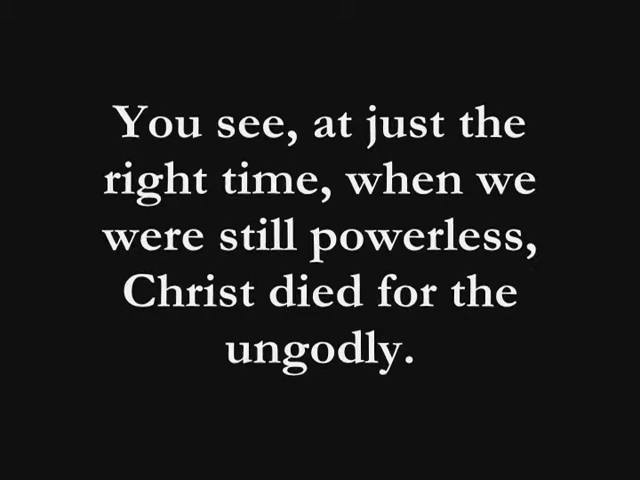 You see, at just the
right time, when we
were still powerless,
Christ died for the
ungodly.